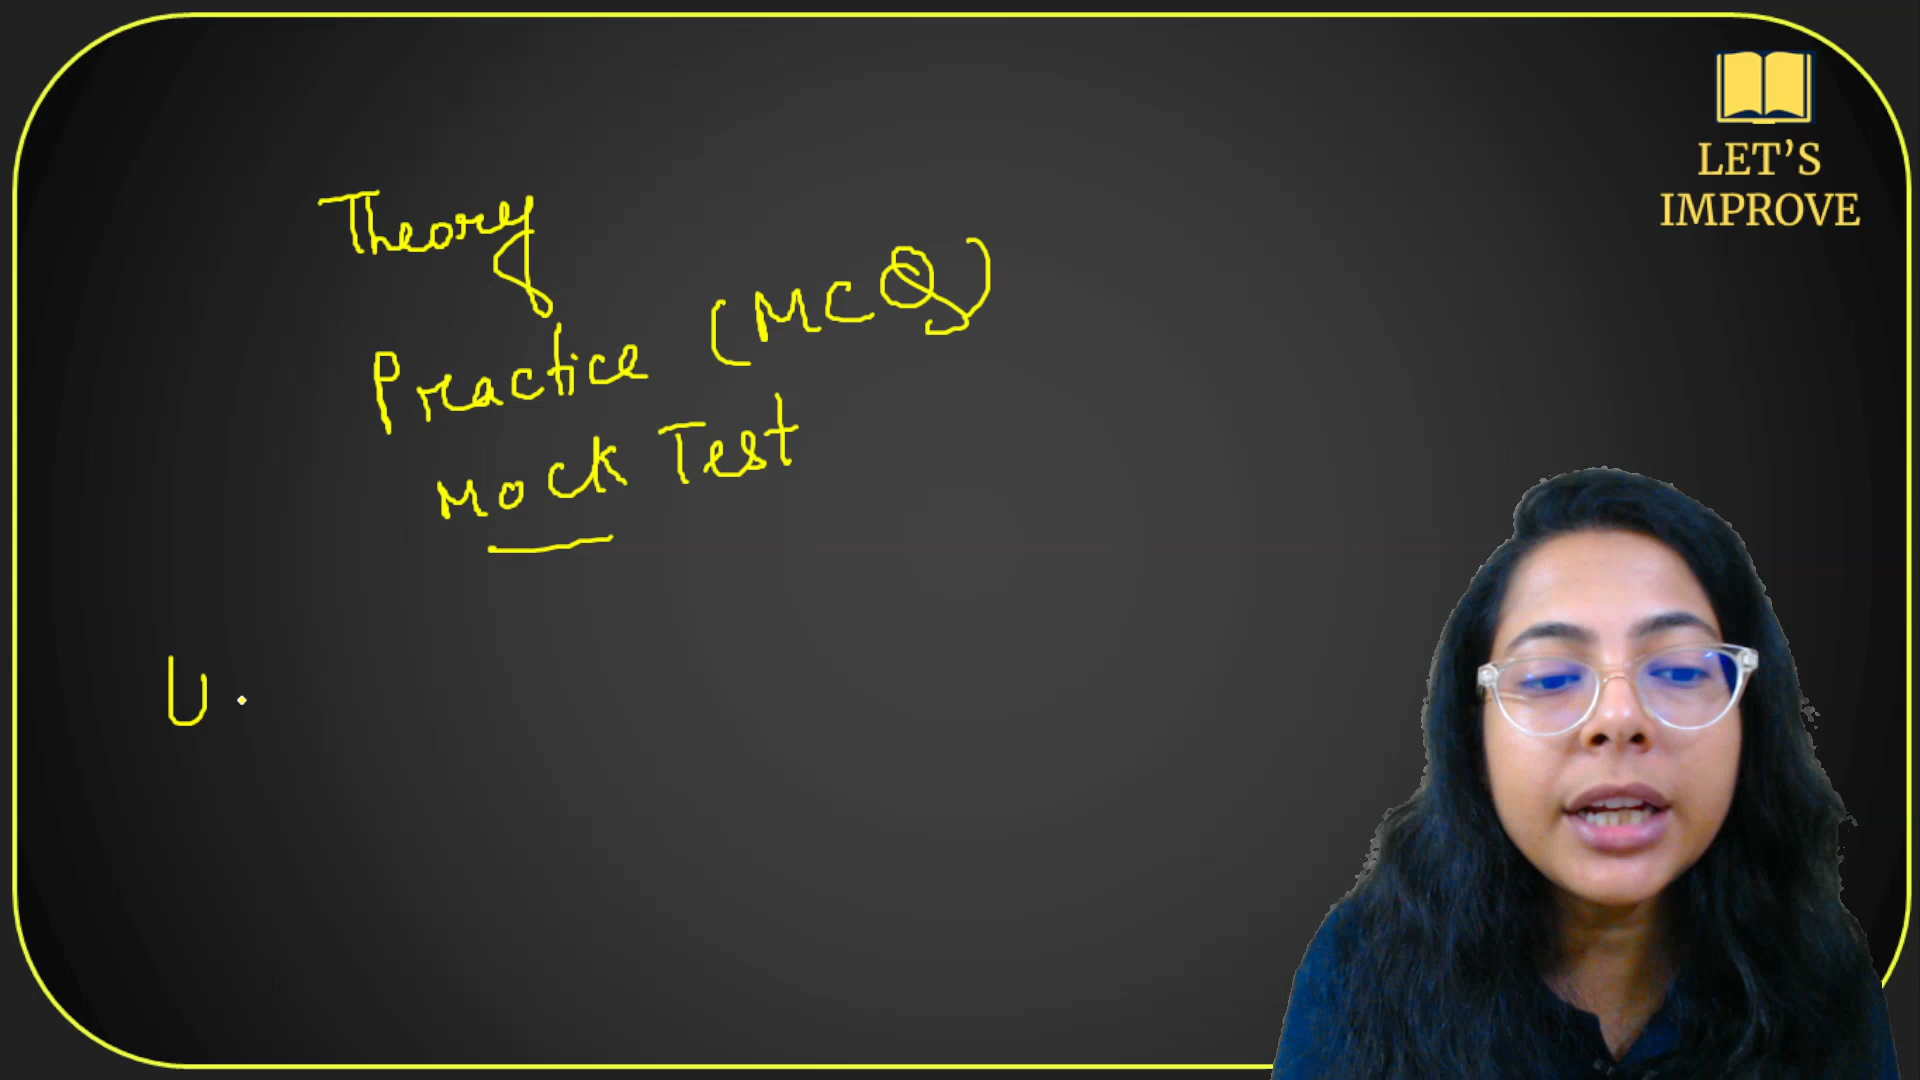 LET'S
IMPROVE
Theory
Practice (MCQ)
Mock Test
U